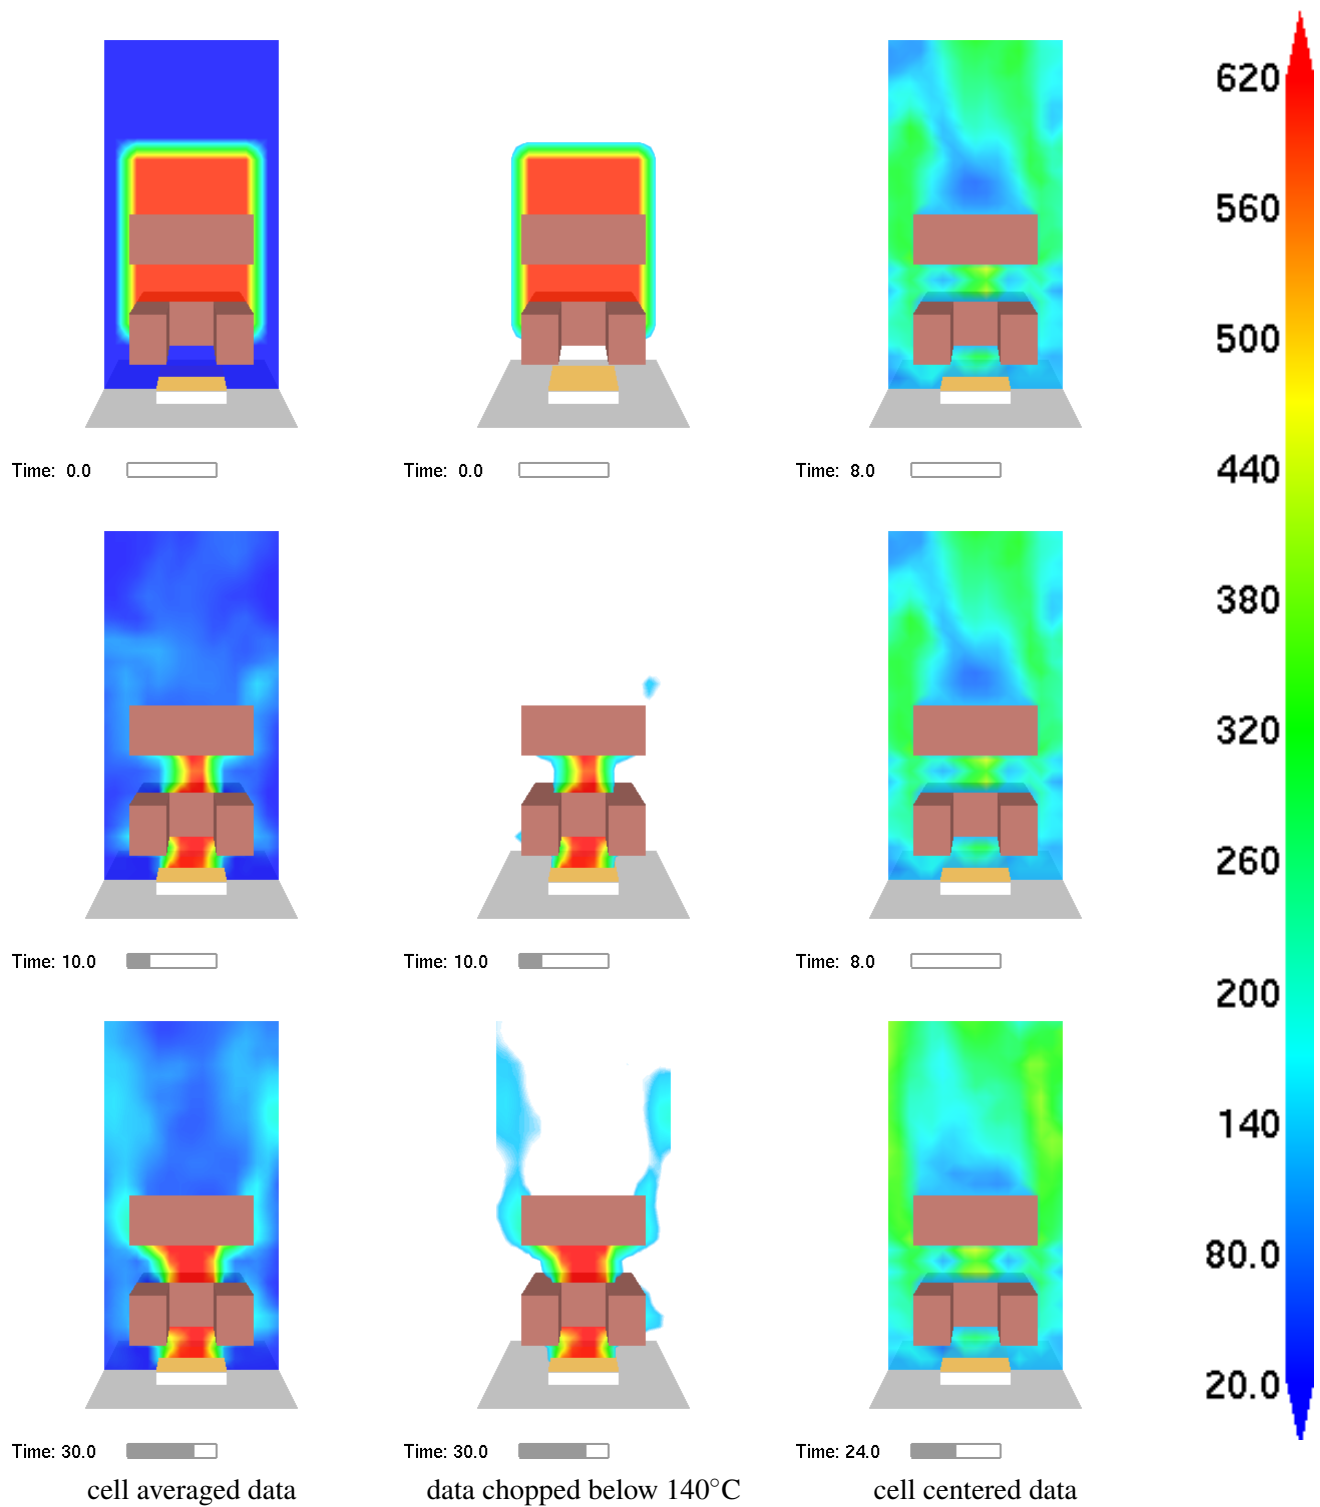 620
560
500
440
380
320
260
200
140
80.0
20.0
Time: 0.0
Time: 0.0
Time: 8.0
Time: 10.0
Time: 10.0
Time: 8.0
Time: 30.0
Time: 30.0
Time: 24.0
cell averaged data
data chopped below 140°C
cell centered data